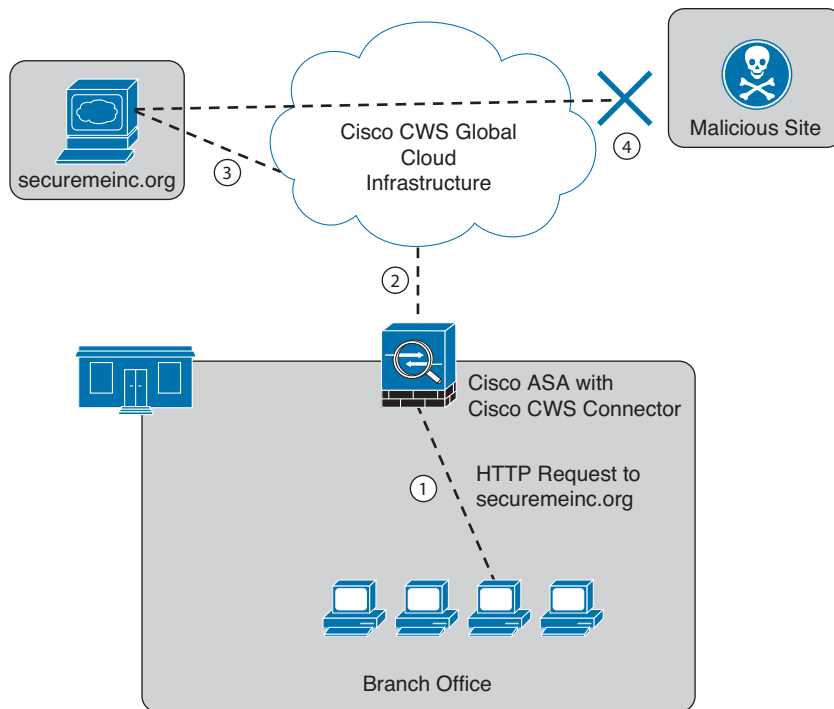 Cisco CWS Global
Cloud
Infrastructure
Malicious Site
securemeinc.org
3
4
2
Cisco ASA with
Cisco CWS Connector
HTTP Request to
securemeinc.org
1
Branch Office